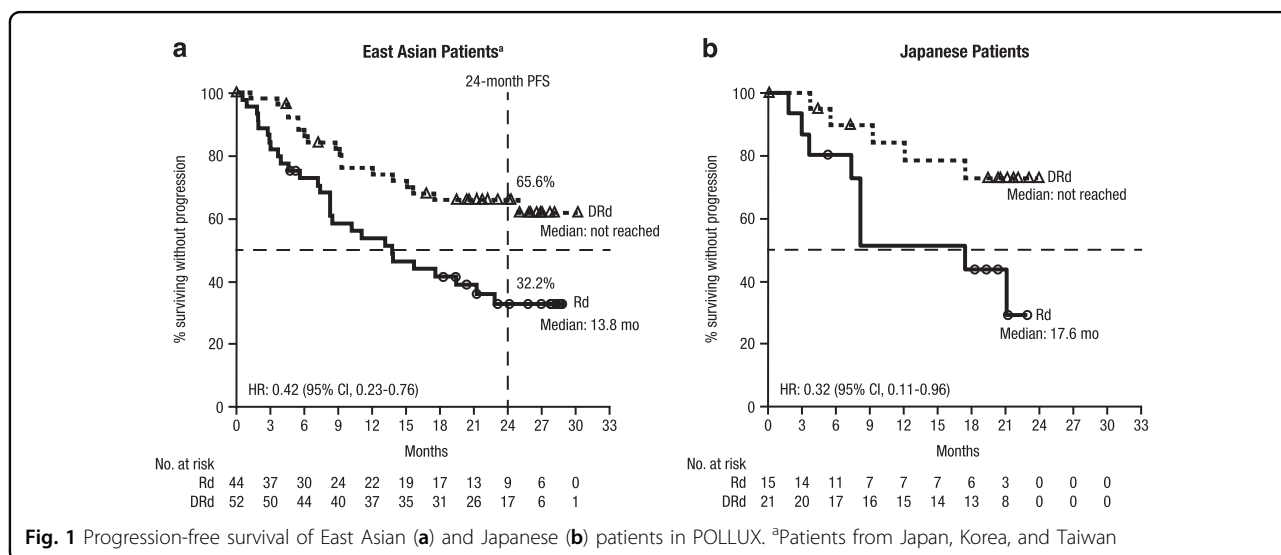 a
East Asian Patientsa
24-month PFS
100
80
60
40
20
0
% surviving without progression
65.6%
DRd
Median: not reached
32.2%
Rd
Median: 13.8 mo
HR: 0.42 (95% CI, 0.23-0.76)
0 3 6 9 12 15 18 21 24 27 30 33
Months
No. at risk
Rd 44 37 30 24 22 19 17 13 9 6 0
DRd 52 50 44 40 37 35 31 26 17 6 1
b
Japanese Patients
100
80
60
40
20
0
% surviving without progression
DRd
Median: not reached
Rd
Median: 17.6 mo
HR: 0.32 (95% CI, 0.11-0.96)
0 3 6 9 12 15 18 21 24 27 30 33
Months
No. at risk
Rd 15 14 11 7 7 7 6 3 0 0 0
DRd 21 20 17 16 15 14 13 8 0 0 0
Fig. 1 Progression-free survival of East Asian (a) and Japanese (b) patients in POLLUX. aPatients from Japan, Korea, and Taiwan